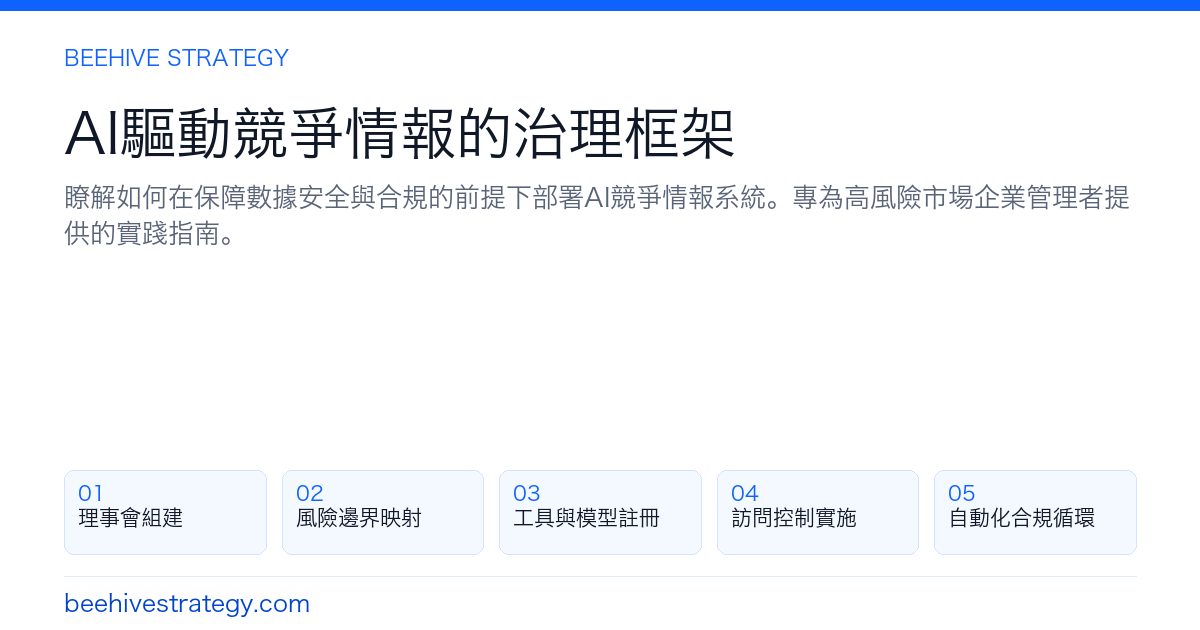 BEEHIVE STRATEGY
AI驅動競爭情報的治理框架
瞭解如何在保障數據安全與合規的前提下部署AI競爭情報系統。專為高風險市場企業管理者提
供的實踐指南。
01
理事會組建
02
風險邊界映射
03
工具與模型註冊
04
訪問控制實施
05
自動化合規循環
beehivestrategy.com